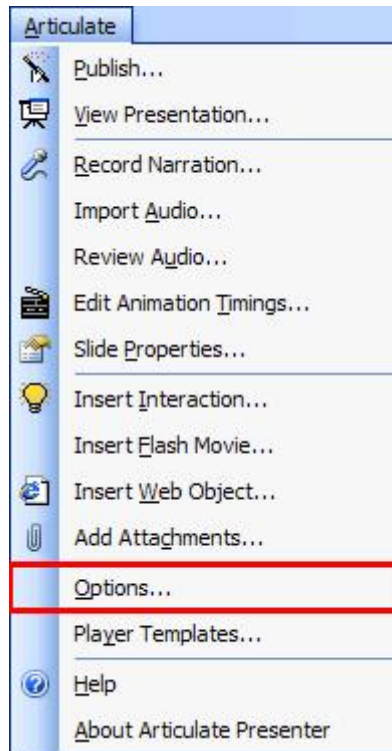 Articulate
Publish...
View Presentation...
Record Narration...
Import Audio...
Review Audio...
Edit Animation Timings...
Slide Properties...
Insert Interaction...
Insert Flash Movie...
Insert Web Object...
Add Attachments...
Options...
Player Templates...
Help
About Articulate Presenter